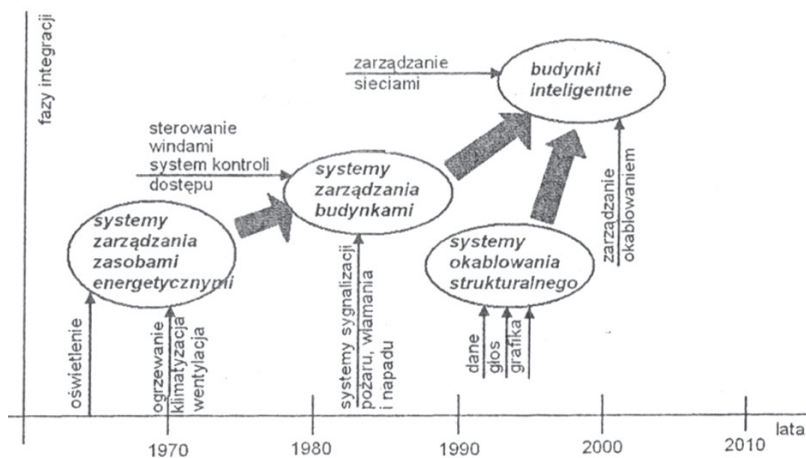 fazy integracji
zarządzanie
sieciami
budynki
inteligentne
sterowanie
windami
system kontroli
dostępu
systemy
zarządzania
budynkami
zarządzanie
okablowaniem
systemy
zarządzania
zasobami
energetycznymi
systemy
okablowania
strukturalnego
oświetlenie
ogrzewanie
klimatyzacja
wentylacja
systemy sygnalizacji
pożaru, włamania
i napadu
dane
głos
grafika
lata
1970
1980
1990
2000
2010